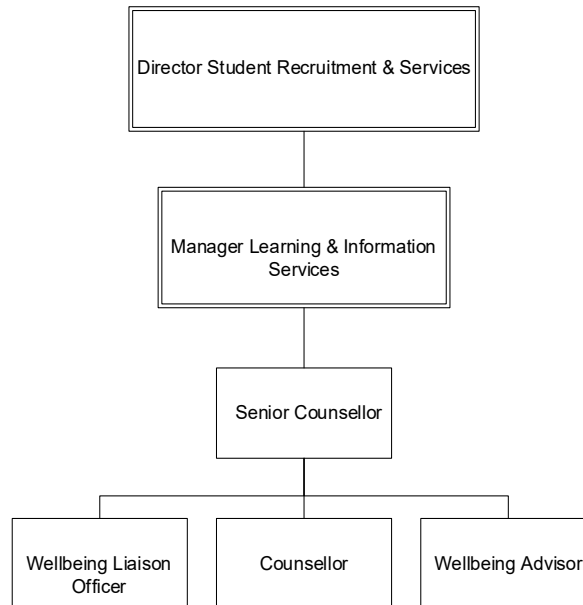 Director Student Recruitment & Services
Manager Learning & Information
Services
Senior Counsellor
Wellbeing Liaison
Officer
Counsellor
Wellbeing Advisor